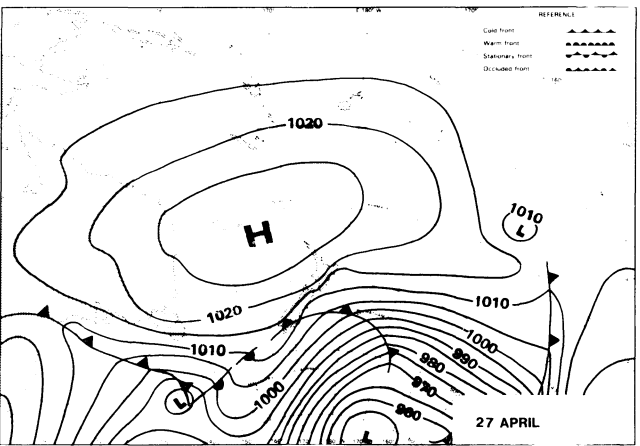 REFERENCE
Cold front
Warm front
Stationary front
Occluded front
1020
H
1010
L
1020
1010
1010
1000
990
980
970
1000
960
L
L
27 APRIL